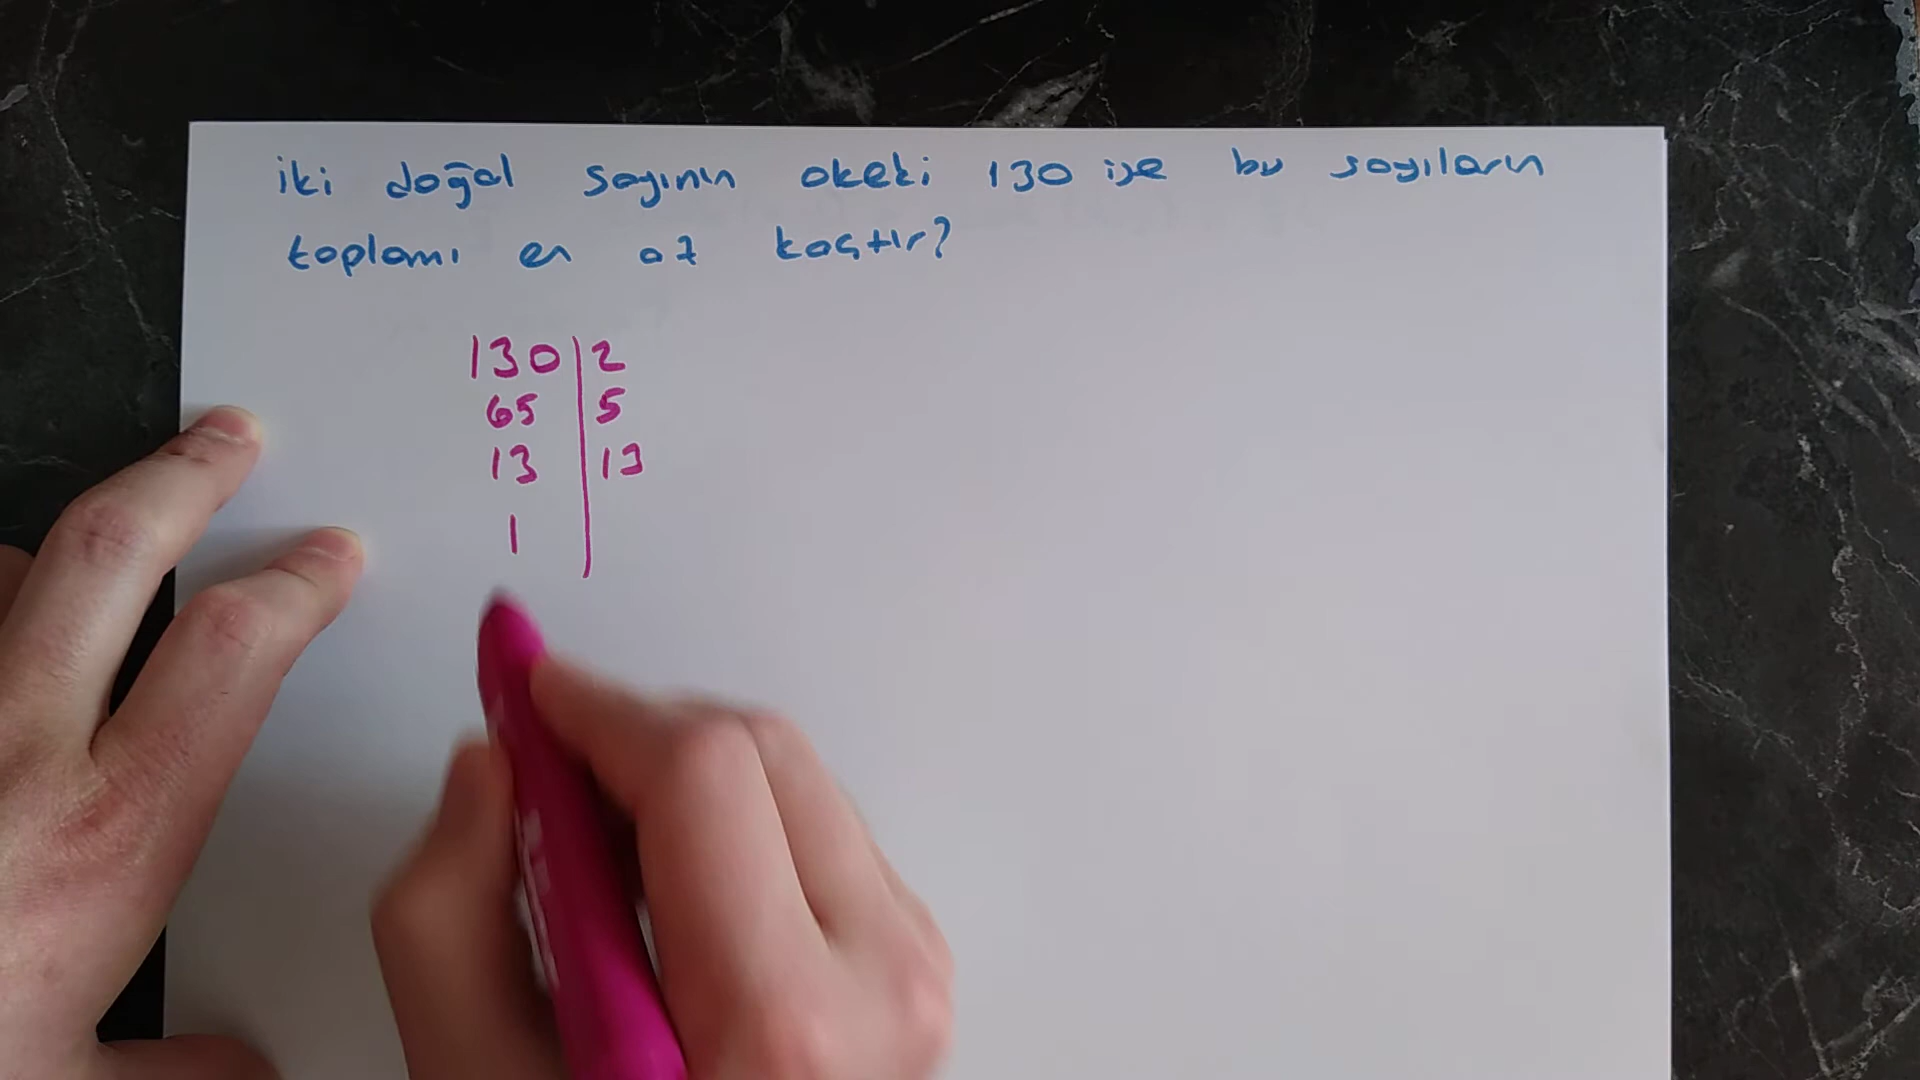 iki doğal sayının okeki 130 ise bu sayıların
toplamı en az kaçtır?
130 2
65 5
13 13
1